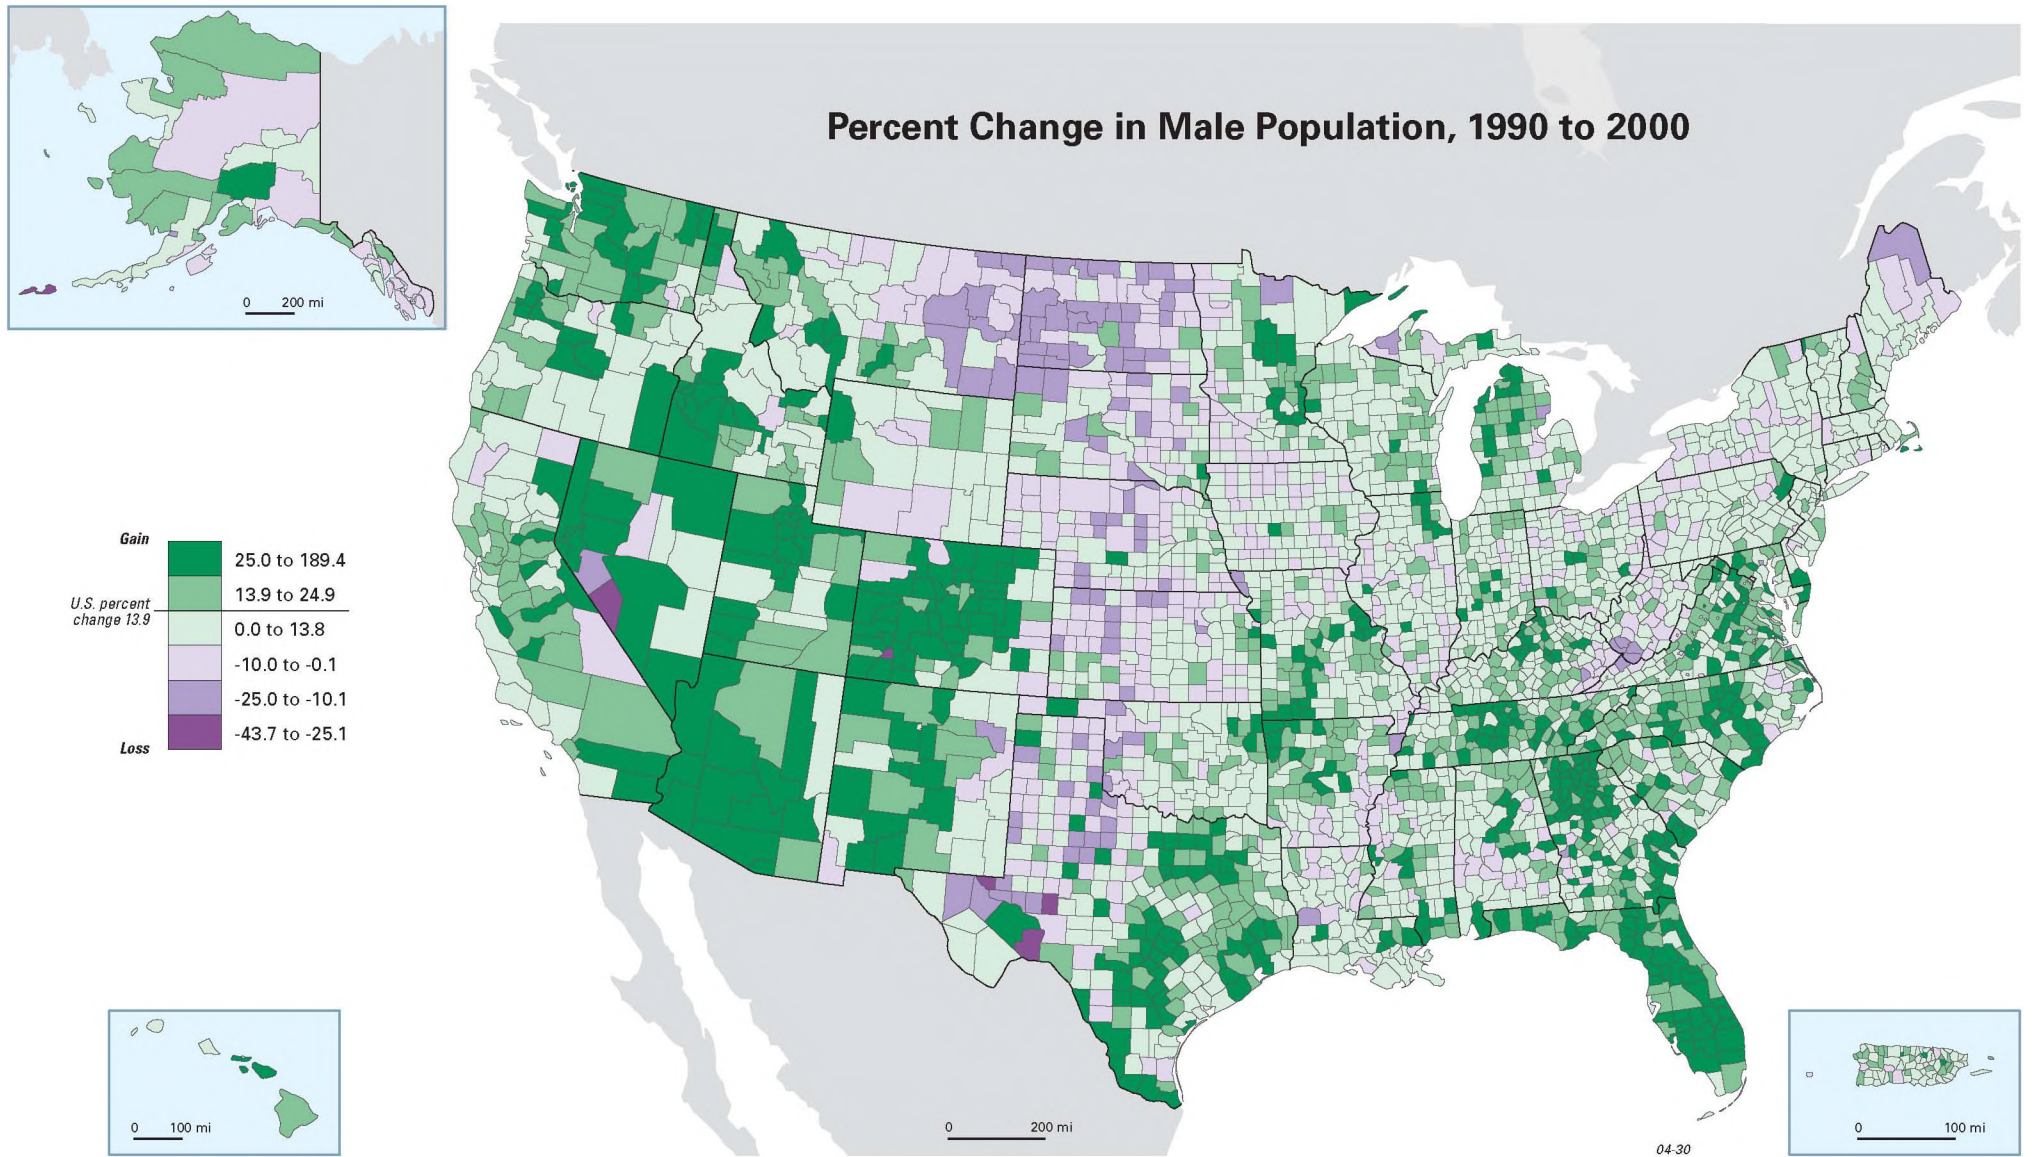 Percent Change in Male Population, 1990 to 2000
0 200 mi
Gain
25.0 to 189.4
13.9 to 24.9
U.S. percent
change 13.9
0.0 to 13.8
-10.0 to -0.1
-25.0 to -10.1
-43.7 to -25.1
Loss
0 100 mi
0 200 mi
0 100 mi
04-30